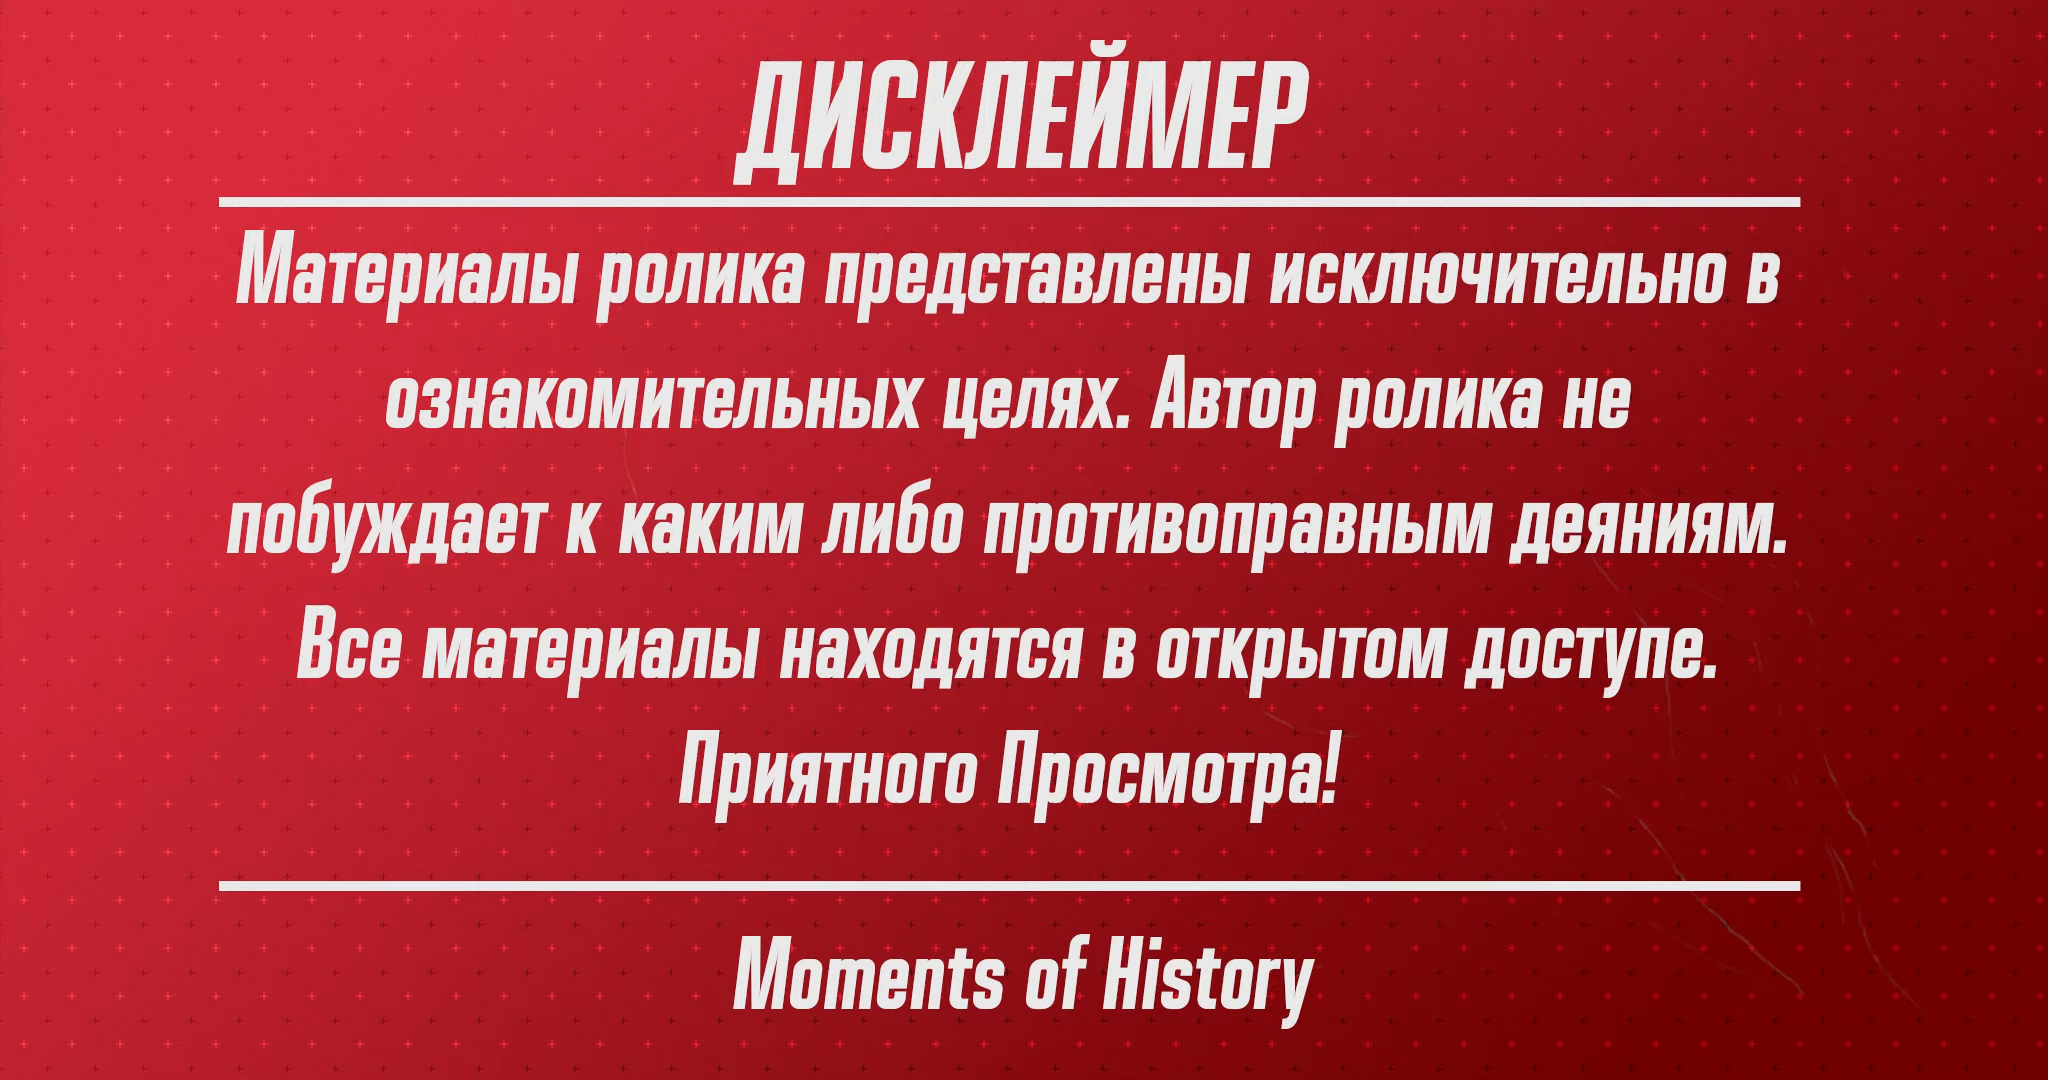 ДИСКЛЕЙМЕР
Материалы ролика представлены исключительно в
ознакомительных целях. Автор ролика не
побуждает к каким либо противоправным деяниям.
Все материалы находятся в открытом доступе.
Приятного Просмотра!
Moments of History